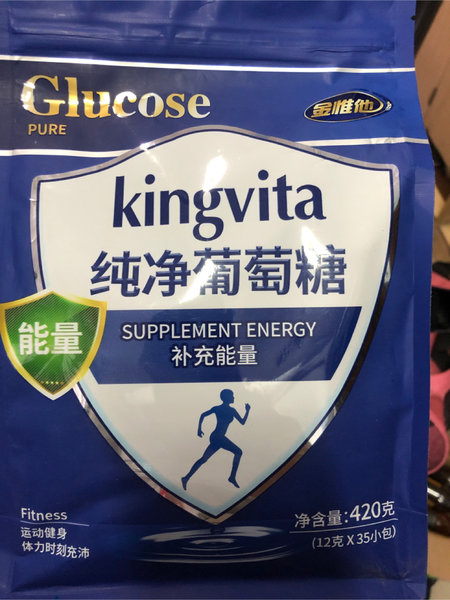 Glucose
PURE
金惟他
kingvita
纯净葡萄糖
能量
SUPPLEMENT ENERGY
补充能量
Fitness
运动健身
体力时刻充沛
净含量:420克
(12克X35小包)